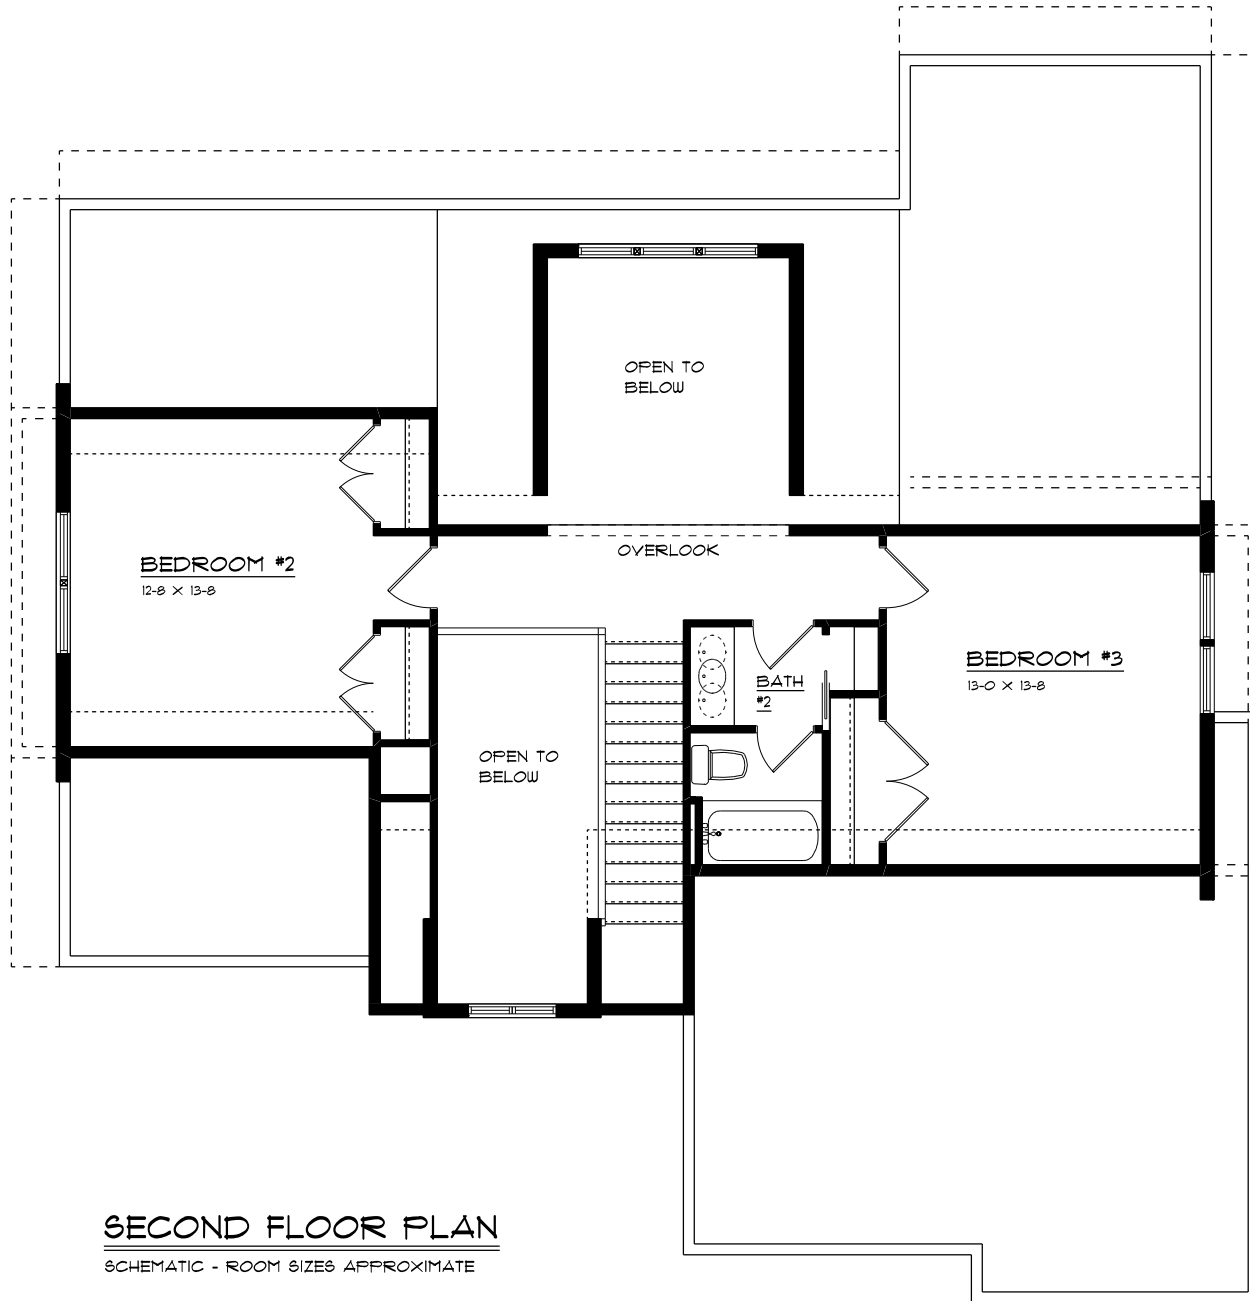 OPEN TO
BELOW
OVERLOOK
BEDROOM #2
12-8 X 13-8
BEDROOM #3
13-0 X 13-8
BATH
#2
OPEN TO
BELOW
SECOND FLOOR PLAN
SCHEMATIC - ROOM SIZES APPROXIMATE